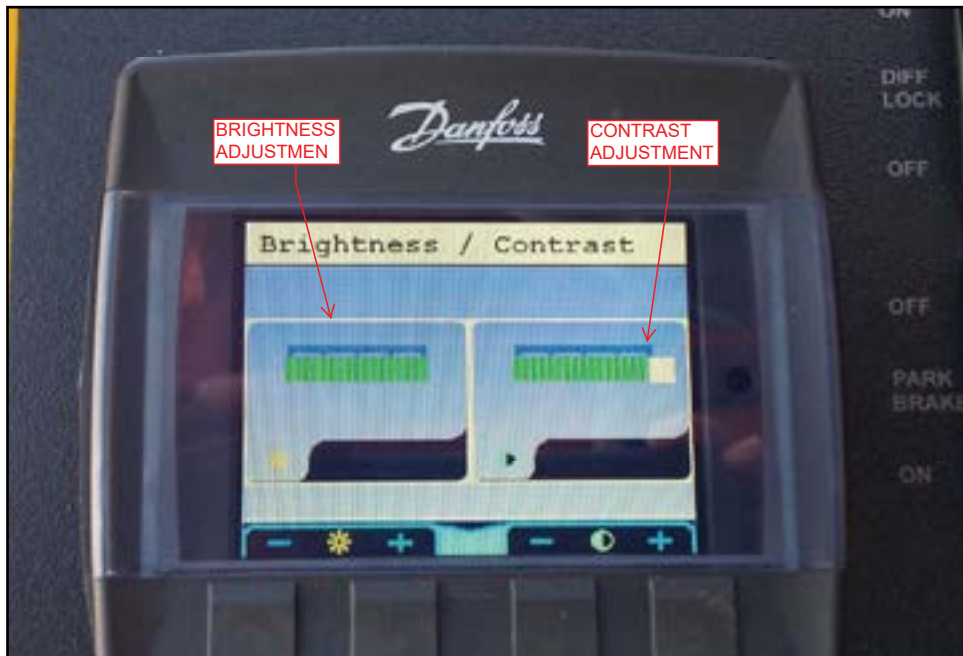 ON
DIFF
LOCK
BRIGHTNESS
ADJUSTMEN
Danfoss
CONTRAST
ADJUSTMENT
OFF
Brightness / Contrast
OFF
PARK
BRAKE
ON
- +
- +